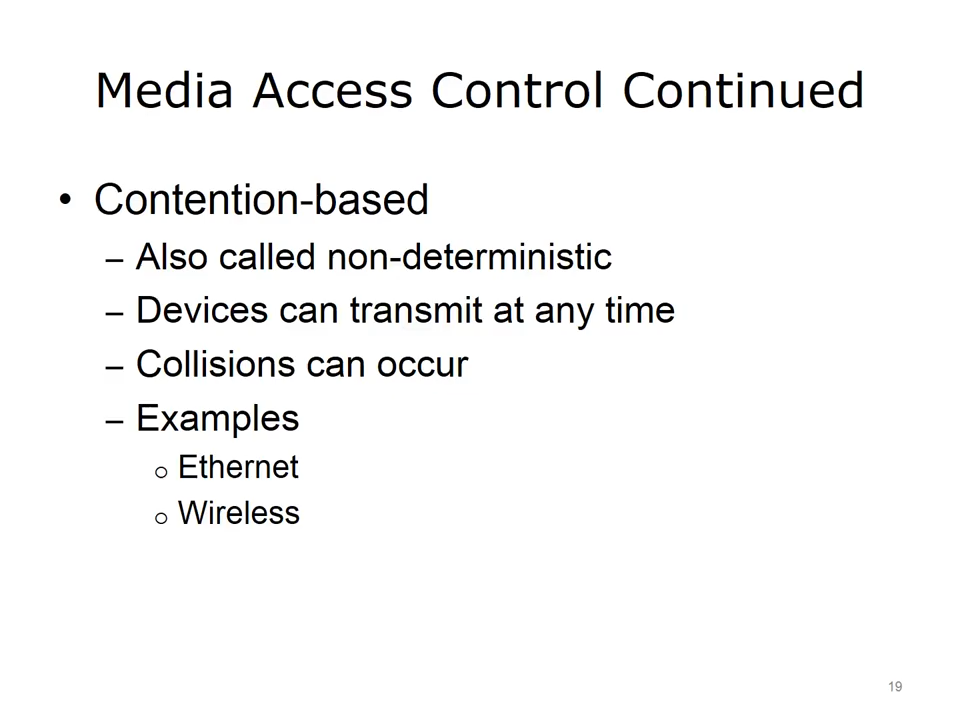 Media Access Control Continued
• Contention-based
– Also called non-deterministic
– Devices can transmit at any time
– Collisions can occur
– Examples
o Ethernet
o Wireless
19